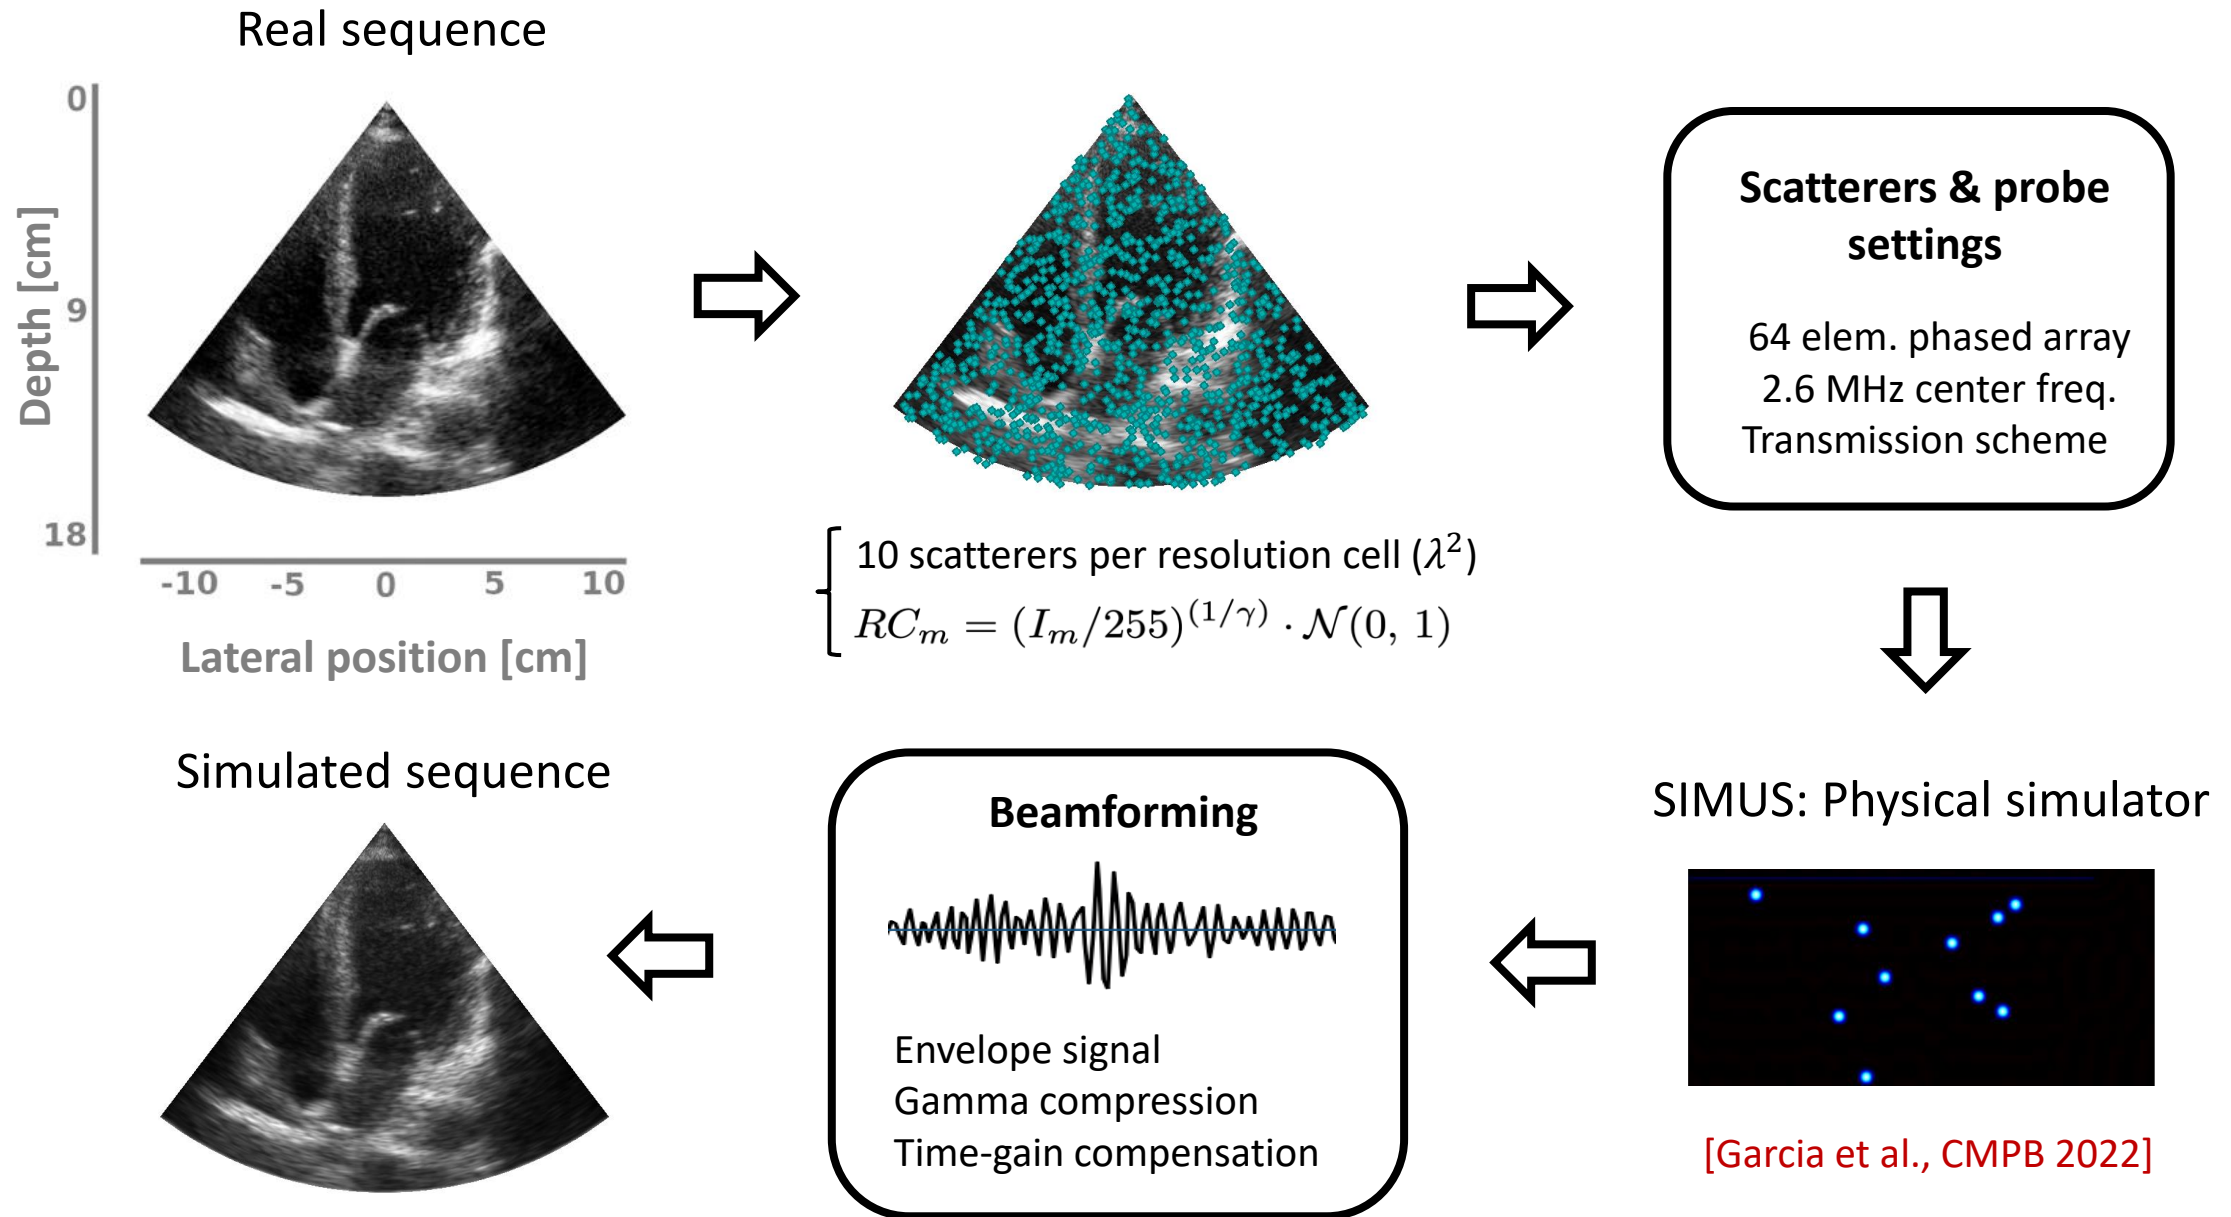 Real sequence
0
9
18
Depth [cm]
-10 -5 0 5 10
Lateral position [cm]
10 scatterers per resolution cell (λ²)
RCₘ = (Iₘ/255)^(1/γ) · 𝒩(0, 1)
Scatterers & probe
settings
64 elem. phased array
2.6 MHz center freq.
Transmission scheme
SIMUS: Physical simulator
[Garcia et al., CMPB 2022]
Beamforming
Envelope signal
Gamma compression
Time-gain compensation
Simulated sequence